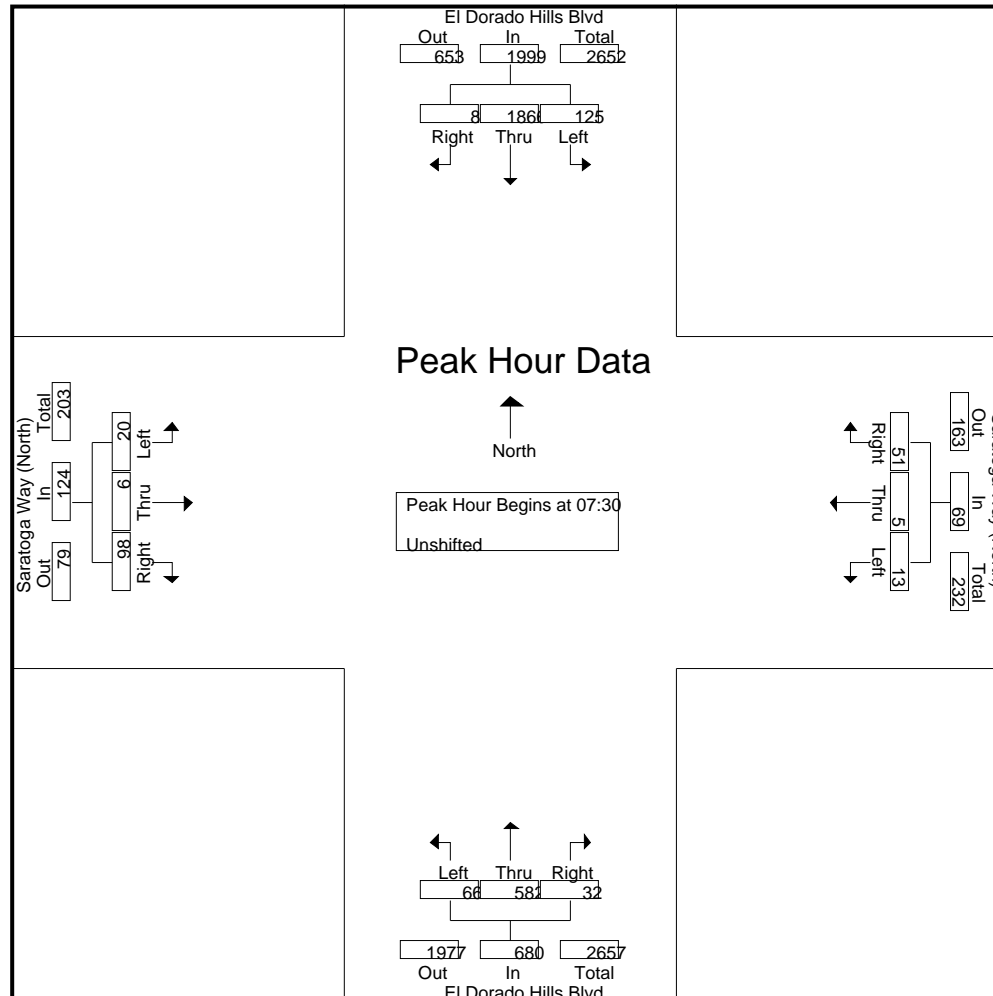 El Dorado Hills Blvd
Out In Total
653 1999 2652
8 1866 125
Right Thru Left
Peak Hour Data
North
Peak Hour Begins at 07:30
Unshifted
Saratoga Way (North)
Total In Out
203 124 79
20 6 98
Left Thru Right
Right Thru Left
51 5 13
163 69 232
Out In Total
Left Thru Right
66 582 32
1977 680 2657
Out In Total
El Dorado Hills Blvd